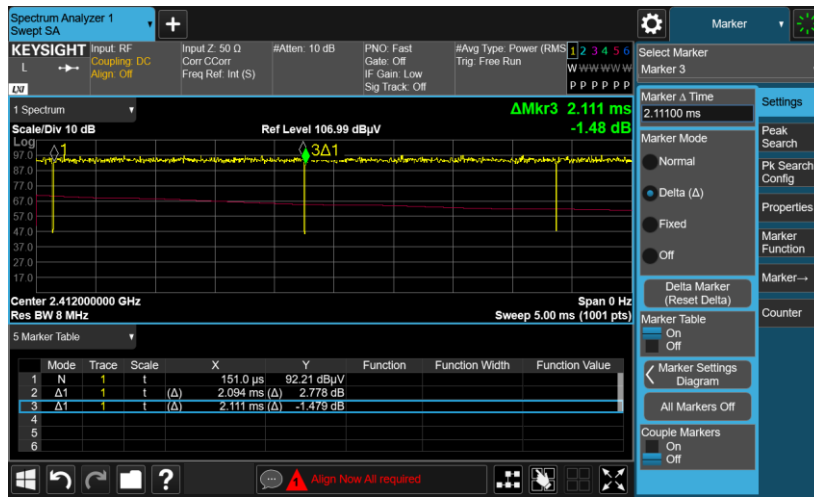 Spectrum Analyzer 1
Swept SA
+
Marker
KEYSIGHT
L
LXI
Input: RF
Coupling: DC
Align: Off
Input Z: 50 Ω
Corr CCorr
Freq Ref: Int (S)
#Atten: 10 dB
PNO: Fast
Gate: Off
IF Gain: Low
Sig Track: Off
#Avg Type: Power (RMS
Trig: Free Run
1 2 3 4 5 6
W W W W W W
P P P P P P
Select Marker
Marker 3
1 Spectrum
ΔMkr3 2.111 ms
-1.48 dB
Scale/Div 10 dB
Ref Level 106.99 dBµV
Log
97.0
87.0
77.0
67.0
57.0
47.0
37.0
27.0
17.0
1
3Δ1
Center 2.412000000 GHz
Res BW 8 MHz
Span 0 Hz
Sweep 5.00 ms (1001 pts)
5 Marker Table
Mode Trace Scale X Y Function Function Width Function Value
1 N 1 t 151.0 µs 92.21 dBµV
2 Δ1 1 t (Δ) 2.094 ms (Δ) 2.778 dB
3 Δ1 1 t (Δ) 2.111 ms (Δ) -1.479 dB
4
5
6
Marker Δ Time
2.11100 ms
Marker Mode
Normal
Delta (Δ)
Fixed
Off
Delta Marker
(Reset Delta)
Marker Table
On
Off
Marker Settings
Diagram
All Markers Off
Couple Markers
On
Off
Settings
Peak
Search
Pk Search
Config
Properties
Marker
Function
Marker→
Counter
?
1
Align Now All required